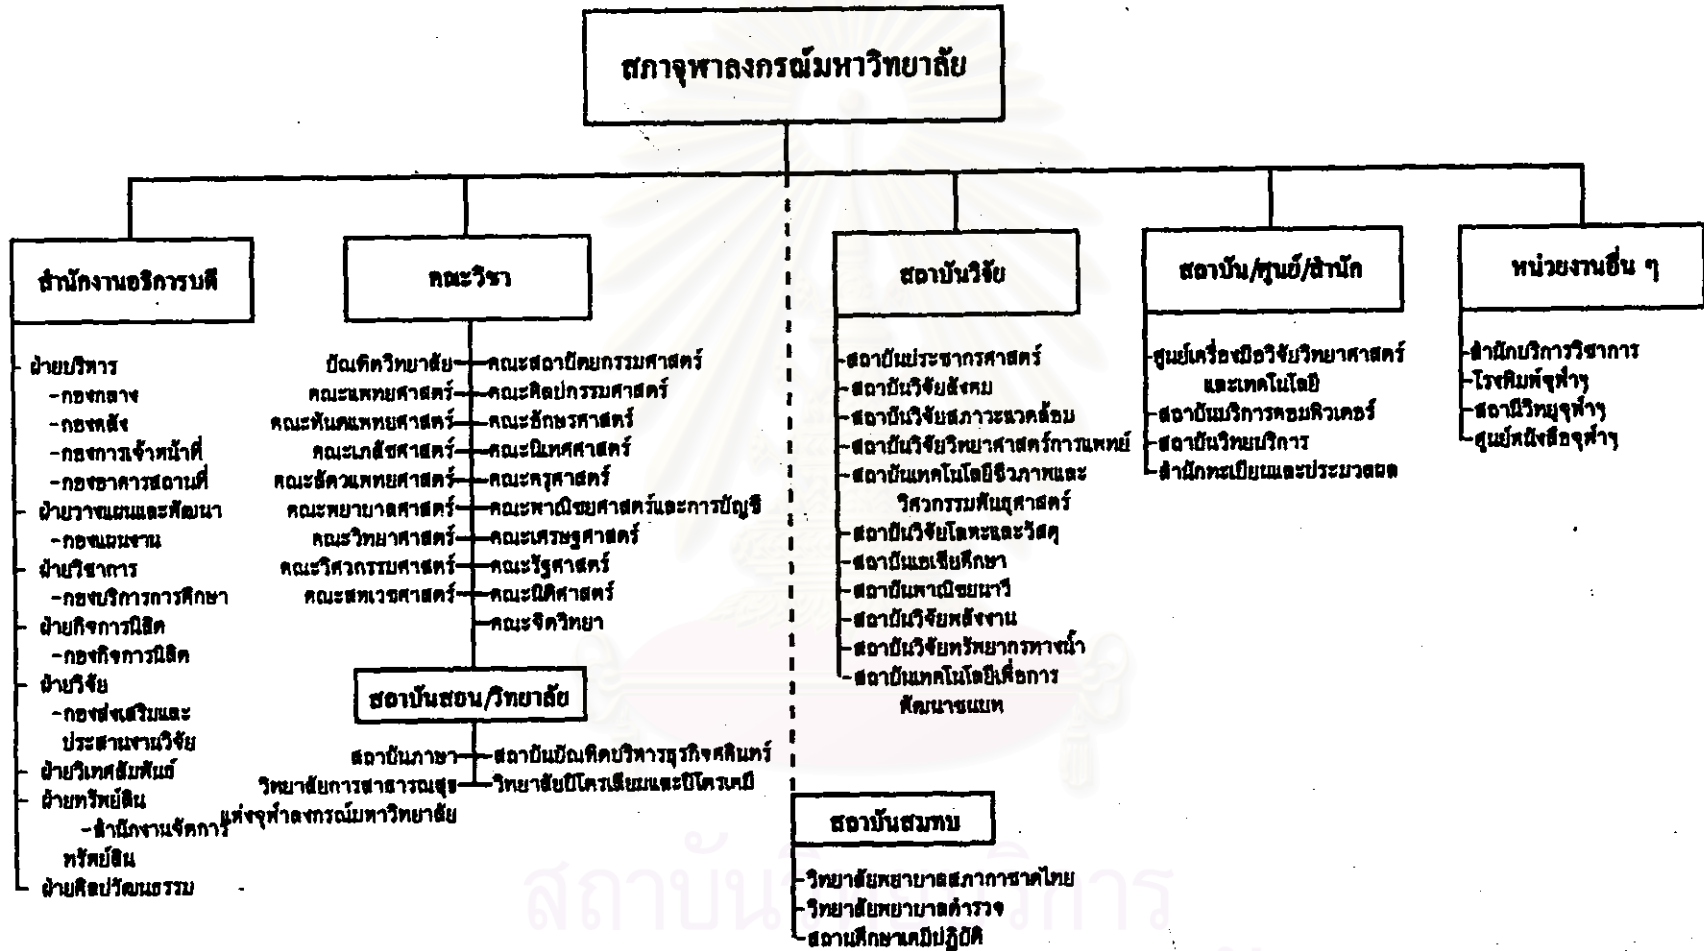 สภาจุฬาลงกรณ์มหาวิทยาลัย
สำนักงานอธิการบดี
ฝ่ายบริหาร
-กองกลาง
-กองคลัง
-กองการเจ้าหน้าที่
-กองอาคารสถานที่
ฝ่ายวางแผนและพัฒนา
-กองแผนงาน
ฝ่ายวิชาการ
-กองบริการการศึกษา
ฝ่ายกิจการนิสิต
-กองกิจการนิสิต
ฝ่ายวิจัย
-กองส่งเสริมและ
ประสานงานวิจัย
ฝ่ายวิเทศสัมพันธ์
ฝ่ายทรัพย์สิน
-สำนักงานจัดการ
ทรัพย์สิน
ฝ่ายศิลปวัฒนธรรม
คณะวิชา
บัณฑิตวิทยาลัย
คณะแพทยศาสตร์
คณะทันตแพทยศาสตร์
คณะเภสัชศาสตร์
คณะสัตวแพทยศาสตร์
คณะพยาบาลศาสตร์
คณะวิทยาศาสตร์
คณะวิศวกรรมศาสตร์
คณะสหเวชศาสตร์
คณะสถาปัตยกรรมศาสตร์
คณะศิลปกรรมศาสตร์
คณะอักษรศาสตร์
คณะนิเทศศาสตร์
คณะครุศาสตร์
คณะพาณิชยศาสตร์และการบัญชี
คณะเศรษฐศาสตร์
คณะรัฐศาสตร์
คณะนิติศาสตร์
คณะจิตวิทยา
สถาบันสอน/วิทยาลัย
สถาบันภาษา
วิทยาลัยการสาธารณสุข
แห่งจุฬาลงกรณ์มหาวิทยาลัย
สถาบันบัณฑิตบริหารธุรกิจศศินทร์
วิทยาลัยปิโตรเลียมและปิโตรเคมี
สถาบันวิจัย
สถาบันประชากรศาสตร์
สถาบันวิจัยสังคม
สถาบันวิจัยสภาวะแวดล้อม
สถาบันวิจัยวิทยาศาสตร์การแพทย์
สถาบันเทคโนโลยีชีวภาพและ
วิศวกรรมพันธุศาสตร์
สถาบันวิจัยโลหะและวัสดุ
สถาบันเอเชียศึกษา
สถาบันพาณิชยนาวี
สถาบันวิจัยพลังงาน
สถาบันวิจัยทรัพยากรทางน้ำ
สถาบันเทคโนโลยีเพื่อการ
พัฒนาชนบท
สถาบัน/ศูนย์/สำนัก
ศูนย์เครื่องมือวิจัยวิทยาศาสตร์
และเทคโนโลยี
สถาบันบริการคอมพิวเตอร์
สถาบันวิทยบริการ
สำนักทะเบียนและประมวลผล
หน่วยงานอื่น ๆ
สำนักบริการวิชาการ
โรงพิมพ์จุฬาฯ
สถานีวิทยุจุฬาฯ
ศูนย์หนังสือจุฬาฯ
สถาบันสมทบ
วิทยาลัยพยาบาลสภากาชาดไทย
วิทยาลัยพยาบาลตำรวจ
สถานศึกษาเคมีปฏิบัติ
สถาบันวิทยบริการ